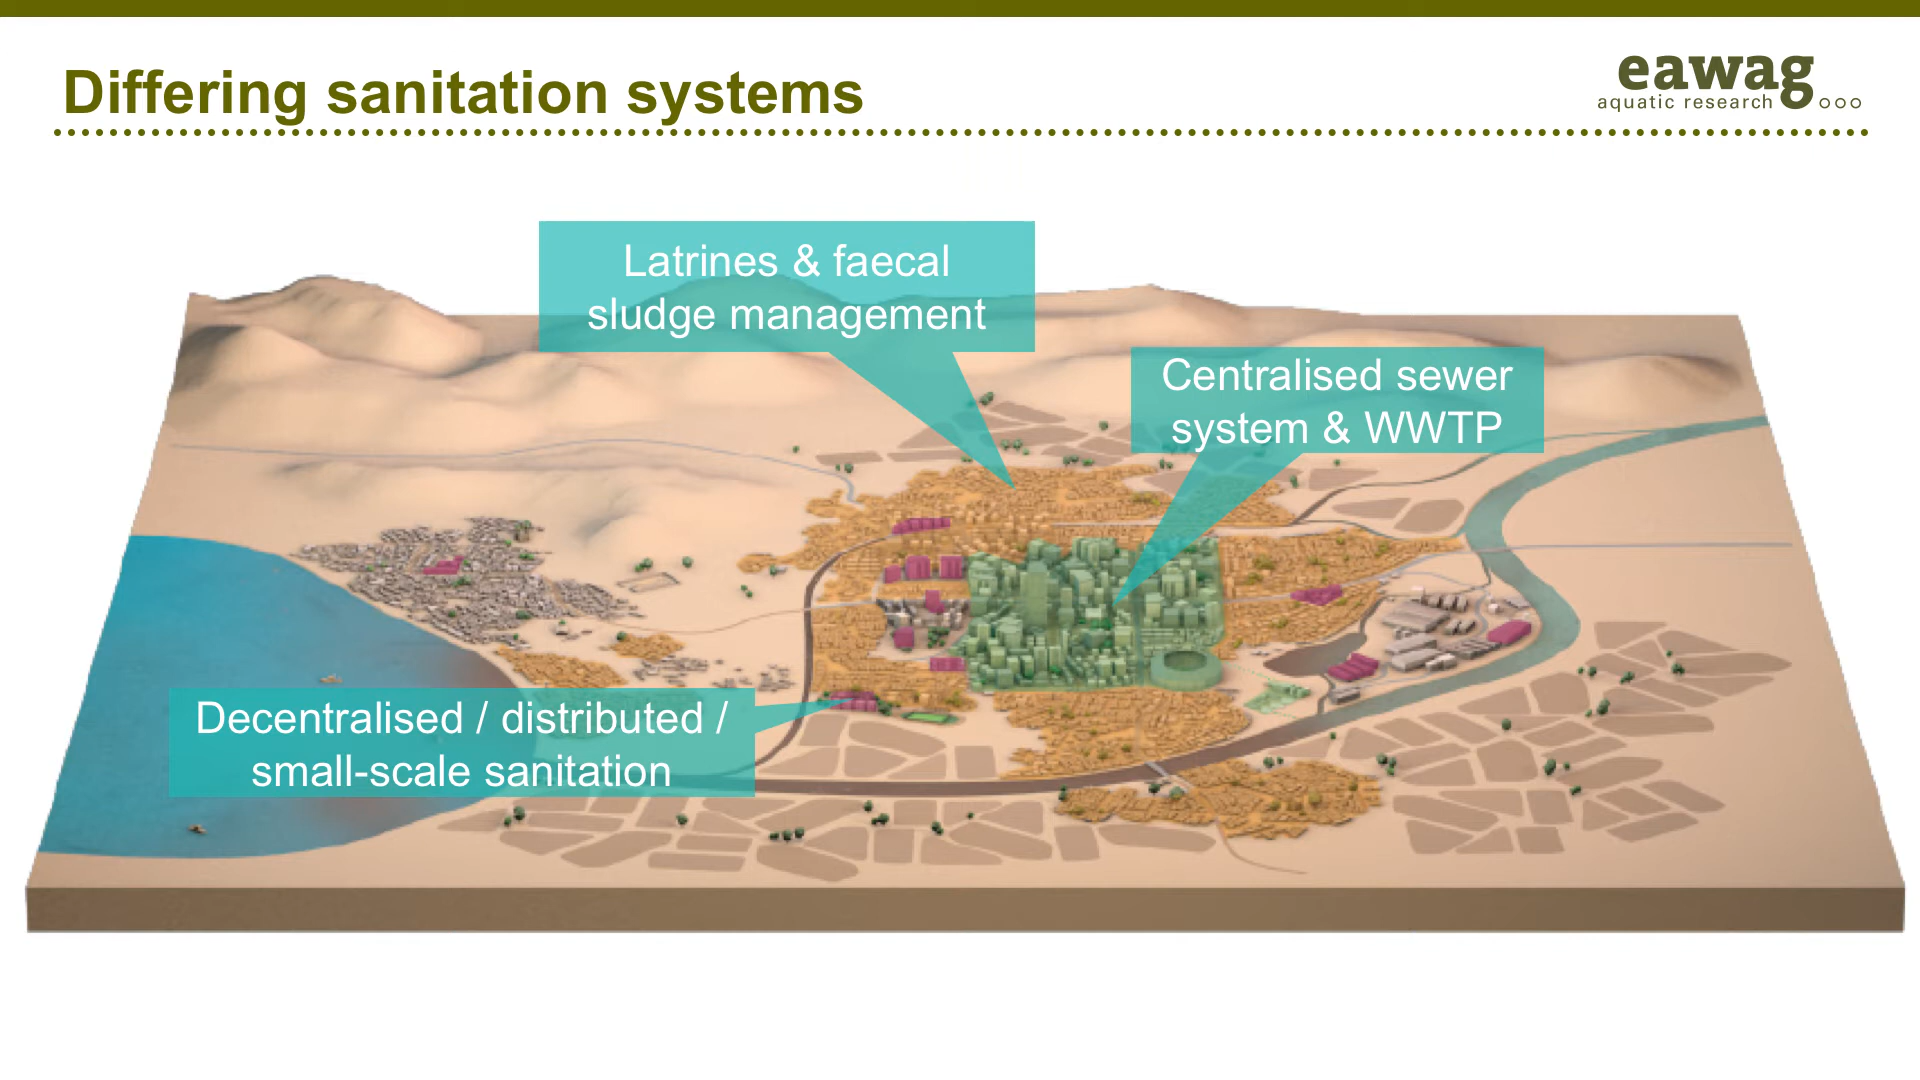 Differing sanitation systems
eawag
aquatic research
Latrines & faecal
sludge management
Centralised sewer
system & WWTP
Decentralised / distributed /
small-scale sanitation